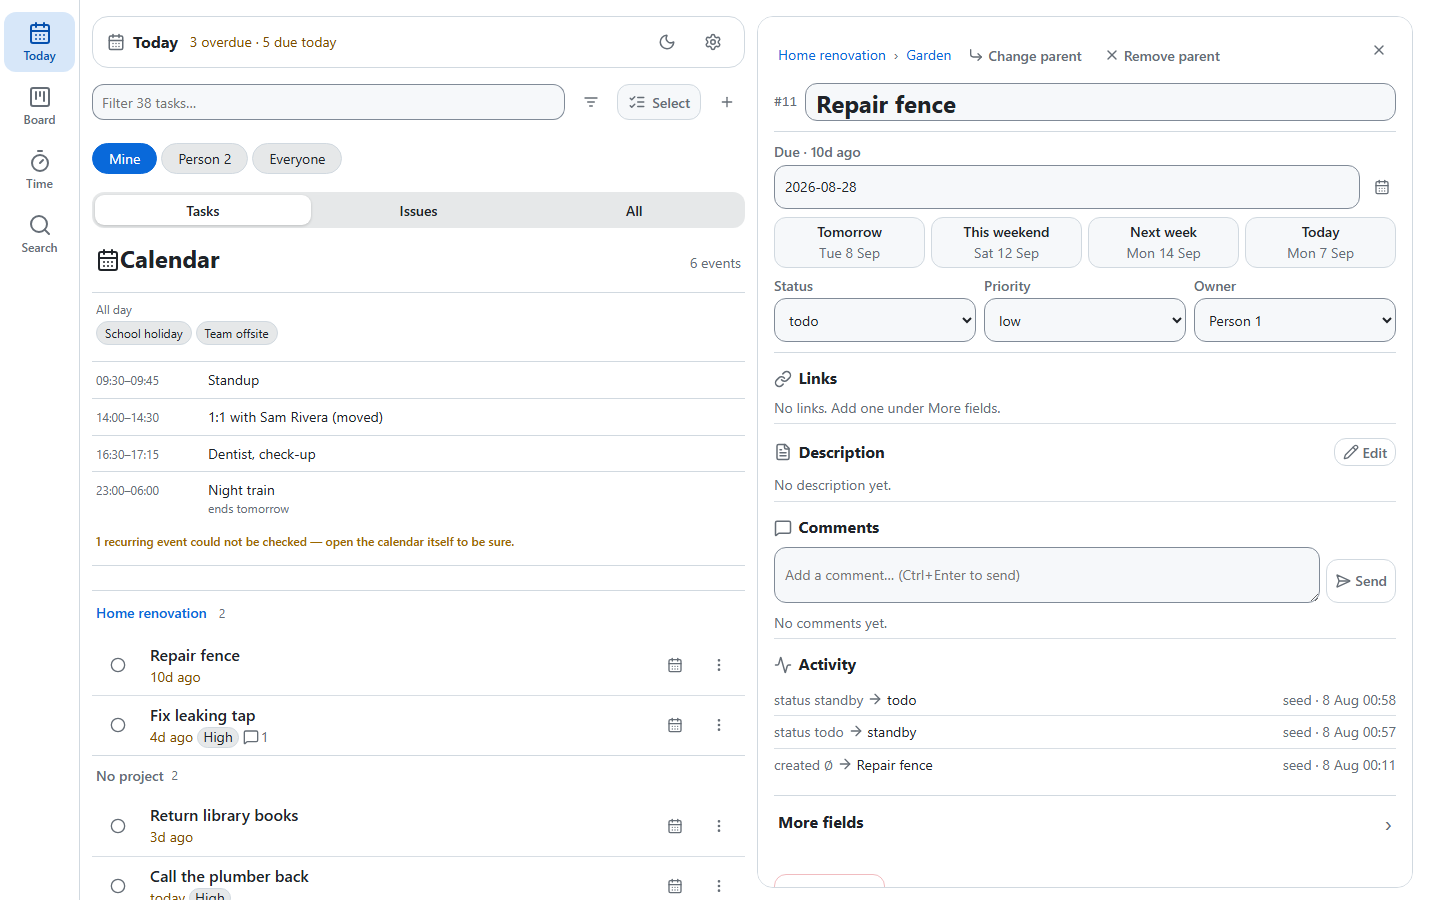 Today
Board
Time
Search
Today 3 overdue · 5 due today
Filter 38 tasks...
Select
Mine Person 2 Everyone
Tasks Issues All
Calendar 6 events
All day
School holiday Team offsite
09:30–09:45 Standup
14:00–14:30 1:1 with Sam Rivera (moved)
16:30–17:15 Dentist, check-up
23:00–06:00 Night train
ends tomorrow
1 recurring event could not be checked — open the calendar itself to be sure.
Home renovation 2
Repair fence
10d ago
Fix leaking tap
4d ago High 1
No project 2
Return library books
3d ago
Call the plumber back
today High
Home renovation › Garden Change parent Remove parent
#11 Repair fence
Due · 10d ago
2026-08-28
Tomorrow This weekend Next week Today
Tue 8 Sep Sat 12 Sep Mon 14 Sep Mon 7 Sep
Status Priority Owner
todo low Person 1
Links
No links. Add one under More fields.
Description Edit
No description yet.
Comments
Add a comment... (Ctrl+Enter to send) Send
No comments yet.
Activity
status standby → todo seed · 8 Aug 00:58
status todo → standby seed · 8 Aug 00:57
created ∅ → Repair fence seed · 8 Aug 00:11
More fields ›